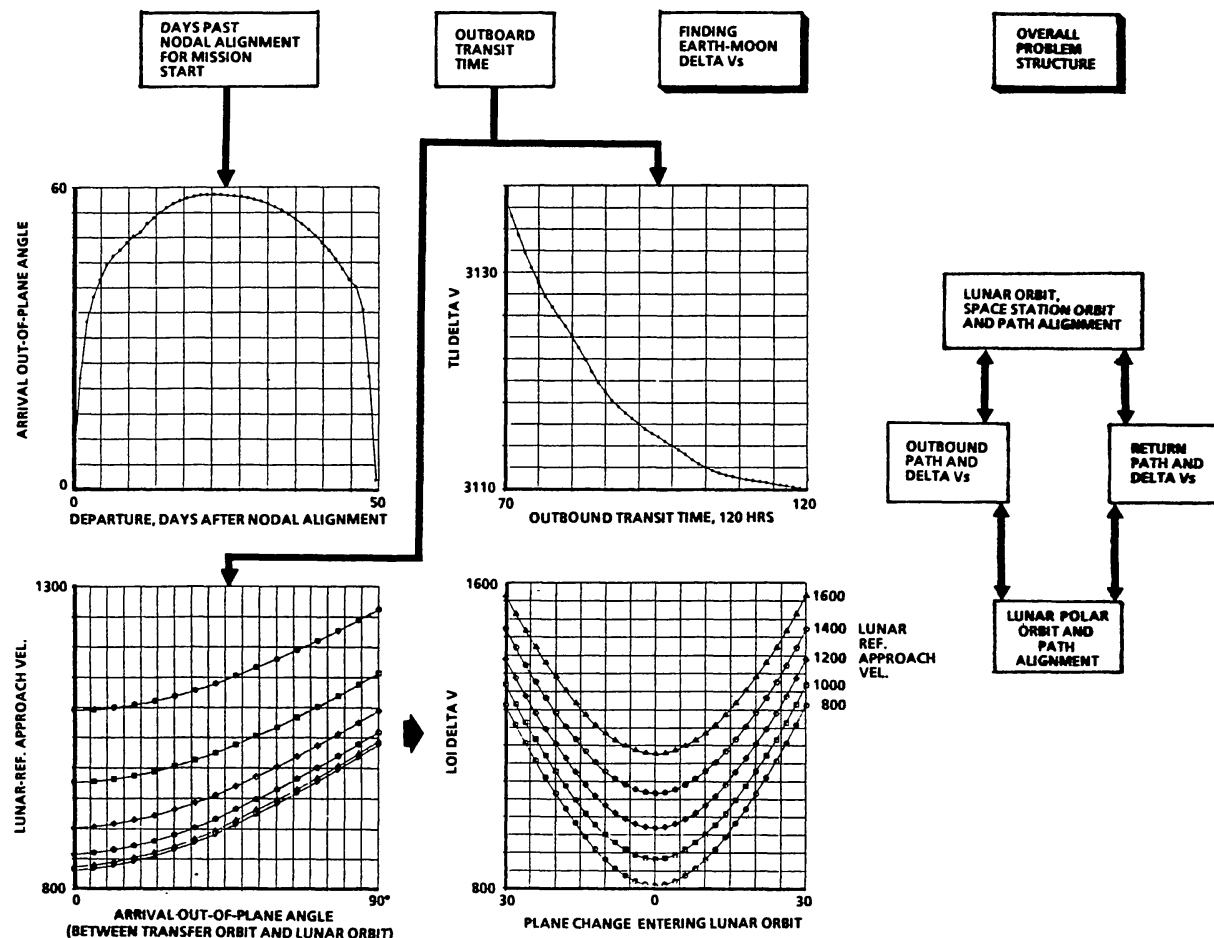 DAYS PAST
NODAL ALIGNMENT
FOR MISSION
START
OUTBOARD
TRANSIT
TIME
FINDING
EARTH-MOON
DELTA Vs
OVERALL
PROBLEM
STRUCTURE
60
ARRIVAL OUT-OF-PLANE ANGLE
0
0
50
DEPARTURE, DAYS AFTER NODAL ALIGNMENT
3130
TLI DELTA V
3110
70
120
OUTBOUND TRANSIT TIME, 120 HRS
LUNAR ORBIT,
SPACE STATION ORBIT
AND PATH ALIGNMENT
OUTBOUND
PATH AND
DELTA Vs
RETURN
PATH AND
DELTA Vs
LUNAR POLAR
ORBIT AND
PATH
ALIGNMENT
1300
LUNAR-REF. APPROACH VEL.
800
0
90°
ARRIVAL OUT-OF-PLANE ANGLE
(BETWEEN TRANSFER ORBIT AND LUNAR ORBIT)
1600
LOI DELTA V
800
30
0
30
PLANE CHANGE ENTERING LUNAR ORBIT
1600
1400
1200
1000
800
LUNAR
REF.
APPROACH
VEL.